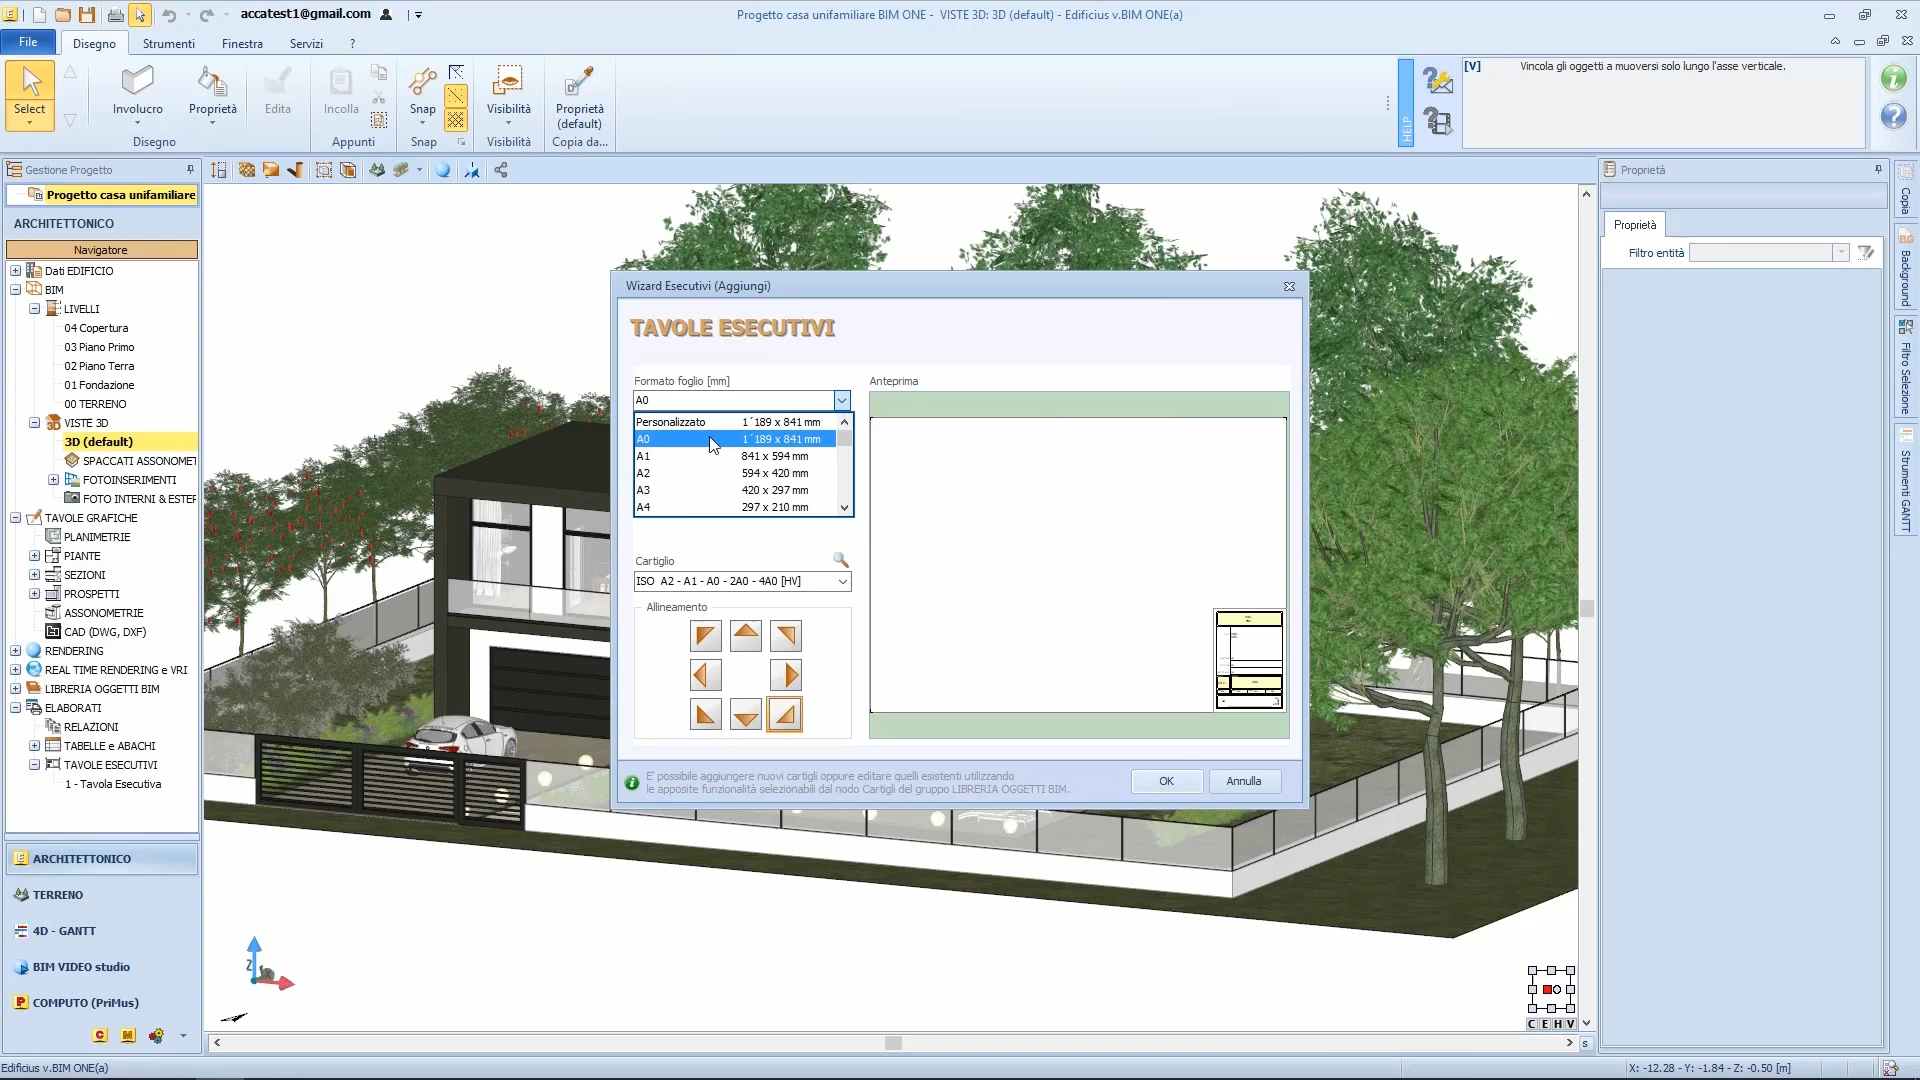 accatest1@gmail.com
Progetto casa unifamiliare BIM ONE - VISTE 3D: 3D (default) - Edificius v.BIM ONE(a)
File
Disegno
Strumenti
Finestra
Servizi
?
Select
Involucro
Proprietà
Edita
Incolla
Snap
Visibilità
Proprietà
(default)
Disegno
Appunti
Snap
Visibilità
Copia da...
HELP
[V]
Vincola gli oggetti a muoversi solo lungo l'asse verticale.
Gestione Progetto
Progetto casa unifamiliare
ARCHITETTONICO
Navigatore
Dati EDIFICIO
BIM
LIVELLI
04 Copertura
03 Piano Primo
02 Piano Terra
01 Fondazione
00 TERRENO
VISTE 3D
3D (default)
SPACCATI ASSONOMET
FOTOINSERIMENTI
FOTO INTERNI & ESTER
TAVOLE GRAFICHE
PLANIMETRIE
PIANTE
SEZIONI
PROSPETTI
ASSONOMETRIE
CAD (DWG, DXF)
RENDERING
REAL TIME RENDERING e VRI
LIBRERIA OGGETTI BIM
ELABORATI
RELAZIONI
TABELLE e ABACHI
TAVOLE ESECUTIVI
1 - Tavola Esecutiva
ARCHITETTONICO
TERRENO
4D - GANTT
BIM VIDEO studio
COMPUTO (PriMus)
Wizard Esecutivi (Aggiungi)
TAVOLE ESECUTIVI
Formato foglio [mm]
A0
Personalizzato 1´189 x 841 mm
A0 1´189 x 841 mm
A1 841 x 594 mm
A2 594 x 420 mm
A3 420 x 297 mm
A4 297 x 210 mm
Cartiglio
ISO A2 - A1 - A0 - 2A0 - 4A0 [HV]
Allineamento
Anteprima
E' possibile aggiungere nuovi cartigli oppure editare quelli esistenti utilizzando
le apposite funzionalità selezionabili dal nodo Cartigli del gruppo LIBRERIA OGGETTI BIM.
OK
Annulla
Proprietà
Proprietà
Filtro entità
Copia
Background
Filtro Selezione
Strumenti GANTT
Z
C E H V
S
Edificius v.BIM ONE(a)
X: -12.28 - Y: -1.84 - Z: -0.50 [m]